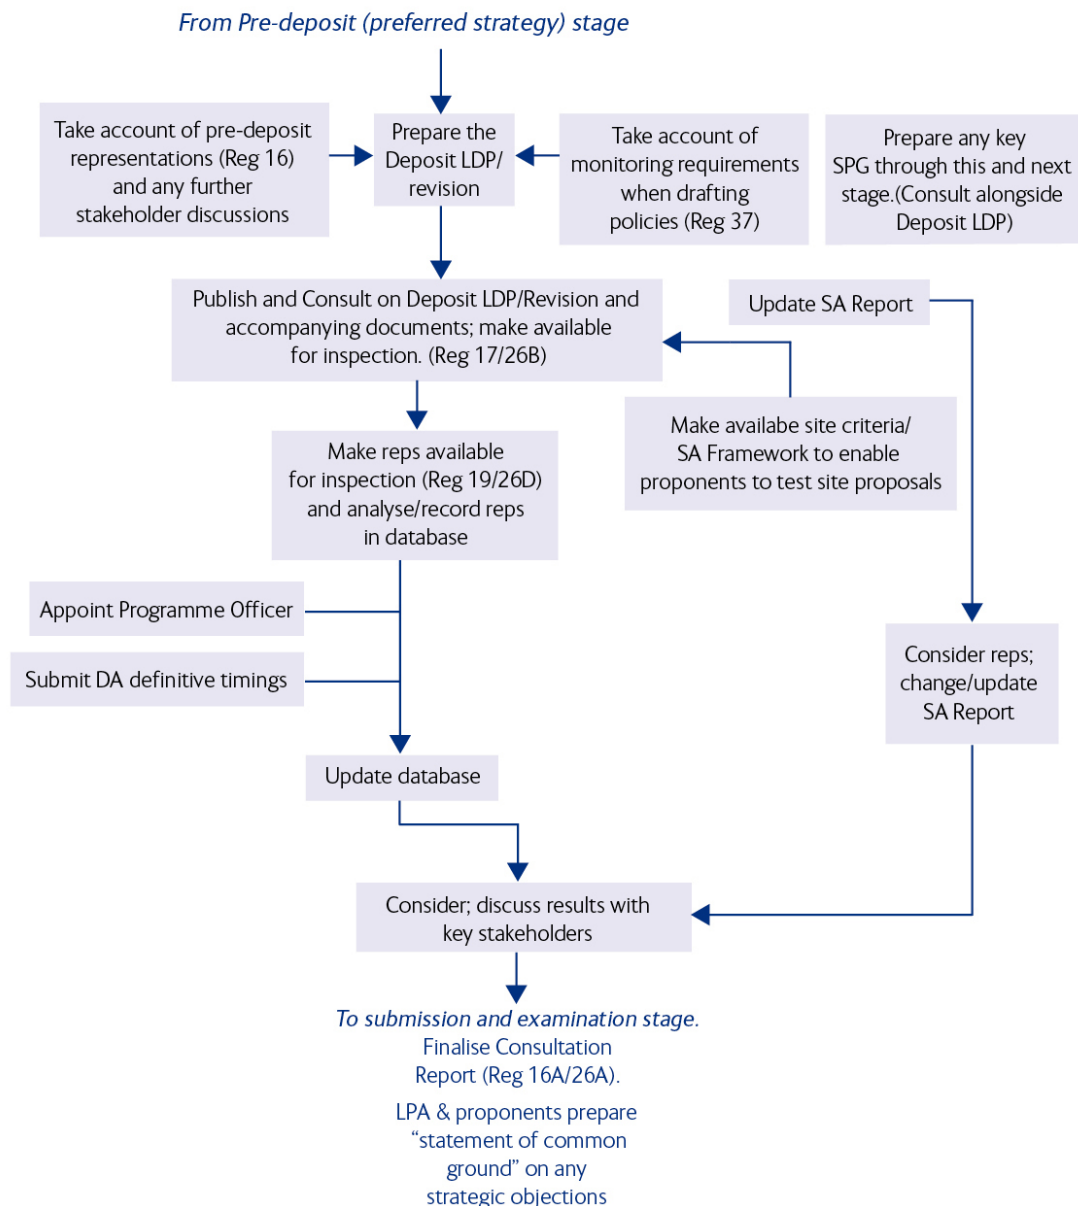 From Pre-deposit (preferred strategy) stage
Take account of pre-deposit
representations (Reg 16)
and any further
stakeholder discussions
Prepare the
Deposit LDP/
revision
Take account of
monitoring requirements
when drafting
policies (Reg 37)
Prepare any key
SPG through this and next
stage.(Consult alongside
Deposit LDP)
Publish and Consult on Deposit LDP/Revision and
accompanying documents; make available
for inspection. (Reg 17/26B)
Update SA Report
Make availabe site criteria/
SA Framework to enable
proponents to test site proposals
Make reps available
for inspection (Reg 19/26D)
and analyse/record reps
in database
Appoint Programme Officer
Submit DA definitive timings
Consider reps;
change/update
SA Report
Update database
Consider; discuss results with
key stakeholders
To submission and examination stage.
Finalise Consultation
Report (Reg 16A/26A).
LPA & proponents prepare
“statement of common
ground” on any
strategic objections